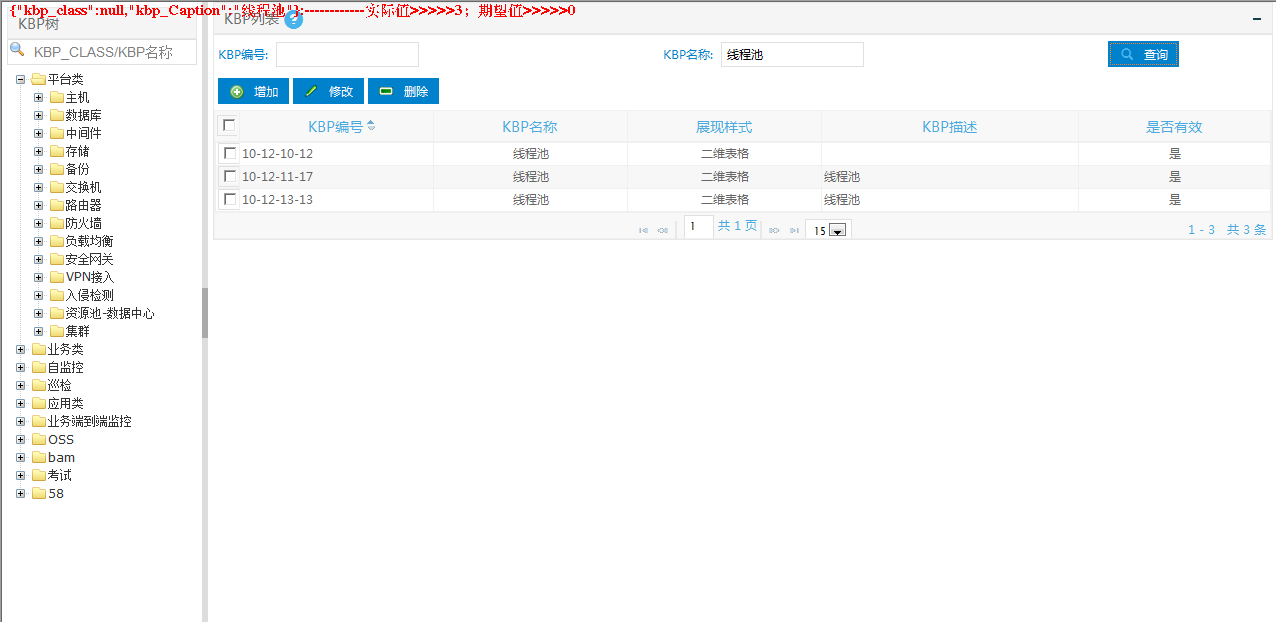 {"kbp_class":null,"kbp_Caption":"线程池"};------------实际值>>>>>3；期望值>>>>>0
KBP树
KBP_CLASS/KBP名称
平台类
主机
数据库
中间件
存储
备份
交换机
路由器
防火墙
负载均衡
安全网关
VPN接入
入侵检测
资源池-数据中心
集群
业务类
自监控
巡检
应用类
业务端到端监控
OSS
bam
考试
58
KBP列表
KBP编号: KBP名称: 线程池 查询
增加 修改 删除
KBP编号 KBP名称 展现样式 KBP描述 是否有效
10-12-10-12 线程池 二维表格 是
10-12-11-17 线程池 二维表格 线程池 是
10-12-13-13 线程池 二维表格 线程池 是
1 共 1 页 15 1 - 3 共 3 条